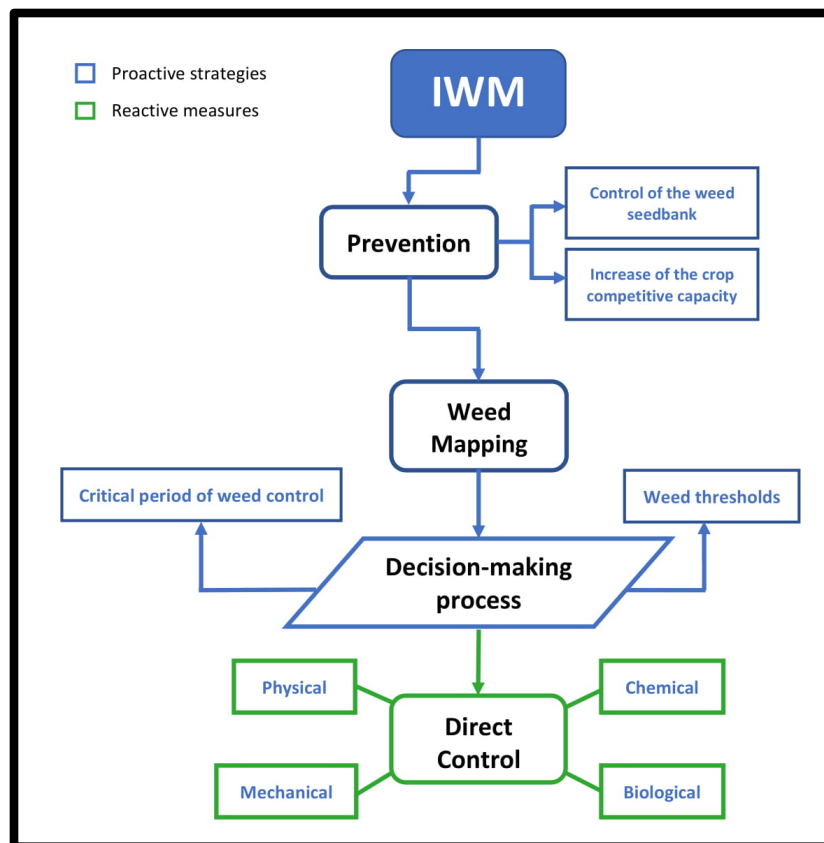 Proactive strategies
Reactive measures
IWM
Prevention
Control of the weed
seedbank
Increase of the crop
competitive capacity
Weed
Mapping
Critical period of weed control
Weed thresholds
Decision-making
process
Physical
Chemical
Direct
Control
Mechanical
Biological